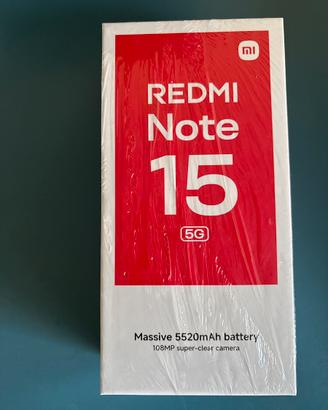 mi
REDMI
Note
15
5G
Massive 5520mAh battery
108MP super-clear camera